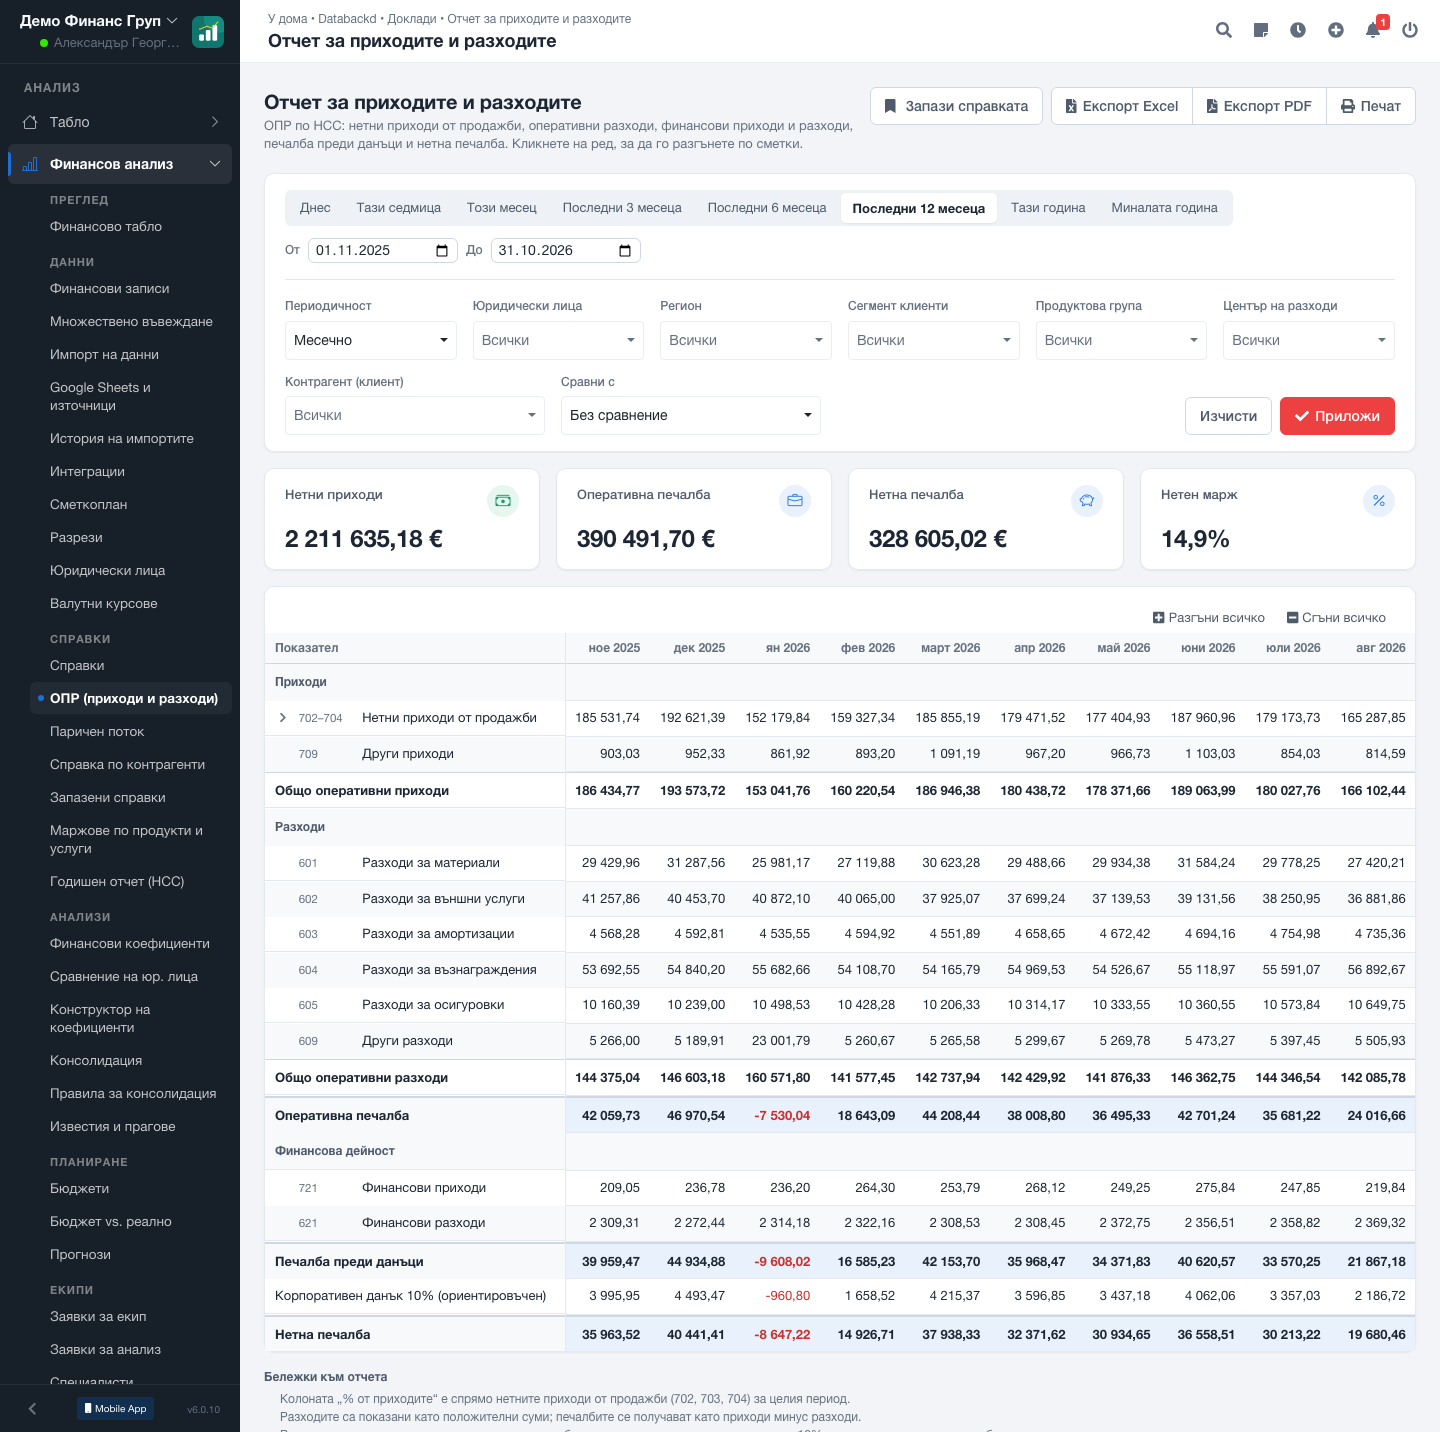 Демо Финанс Груп
Александър Георг...
АНАЛИЗ
Табло
Финансов анализ
ПРЕГЛЕД
Финансово табло
ДАННИ
Финансови записи
Множествено въвеждане
Импорт на данни
Google Sheets и
източници
История на импортите
Интеграции
Сметкоплан
Разрези
Юридически лица
Валутни курсове
СПРАВКИ
Справки
ОПР (приходи и разходи)
Паричен поток
Справка по контрагенти
Запазени справки
Маржове по продукти и
услуги
Годишен отчет (НСС)
АНАЛИЗИ
Финансови коефициенти
Сравнение на юр. лица
Конструктор на
коефициенти
Консолидация
Правила за консолидация
Известия и прагове
ПЛАНИРАНЕ
Бюджети
Бюджет vs. реално
Прогнози
ЕКИПИ
Заявки за екип
Заявки за анализ
Специалисти
Mobile App v6.0.10
У дома • Databackd • Доклади • Отчет за приходите и разходите
Отчет за приходите и разходите
1
Отчет за приходите и разходите
ОПР по НСС: нетни приходи от продажби, оперативни разходи, финансови приходи и разходи,
печалба преди данъци и нетна печалба. Кликнете на ред, за да го разгънете по сметки.
Запази справката Експорт Excel Експорт PDF Печат
Днес Тази седмица Този месец Последни 3 месеца Последни 6 месеца Последни 12 месеца Тази година Миналата година
От 01.11.2025 До 31.10.2026
Периодичност Юридически лица Регион Сегмент клиенти Продуктова група Център на разходи
Месечно Всички Всички Всички Всички Всички
Контрагент (клиент) Сравни с
Всички Без сравнение Изчисти Приложи
Нетни приходи Оперативна печалба Нетна печалба Нетен марж
2 211 635,18 € 390 491,70 € 328 605,02 € 14,9%
Разгъни всичко Сгъни всичко
Показател ное 2025 дек 2025 ян 2026 фев 2026 март 2026 апр 2026 май 2026 юни 2026 юли 2026 авг 2026
Приходи
702–704 Нетни приходи от продажби 185 531,74 192 621,39 152 179,84 159 327,34 185 855,19 179 471,52 177 404,93 187 960,96 179 173,73 165 287,85
709 Други приходи 903,03 952,33 861,92 893,20 1 091,19 967,20 966,73 1 103,03 854,03 814,59
Общо оперативни приходи 186 434,77 193 573,72 153 041,76 160 220,54 186 946,38 180 438,72 178 371,66 189 063,99 180 027,76 166 102,44
Разходи
601 Разходи за материали 29 429,96 31 287,56 25 981,17 27 119,88 30 623,28 29 488,66 29 934,38 31 584,24 29 778,25 27 420,21
602 Разходи за външни услуги 41 257,86 40 453,70 40 872,10 40 065,00 37 925,07 37 699,24 37 139,53 39 131,56 38 250,95 36 881,86
603 Разходи за амортизации 4 568,28 4 592,81 4 535,55 4 594,92 4 551,89 4 658,65 4 672,42 4 694,16 4 754,98 4 735,36
604 Разходи за възнаграждения 53 692,55 54 840,20 55 682,66 54 108,70 54 165,79 54 969,53 54 526,67 55 118,97 55 591,07 56 892,67
605 Разходи за осигуровки 10 160,39 10 239,00 10 498,53 10 428,28 10 206,33 10 314,17 10 333,55 10 360,55 10 573,84 10 649,75
609 Други разходи 5 266,00 5 189,91 23 001,79 5 260,67 5 265,58 5 299,67 5 269,78 5 473,27 5 397,45 5 505,93
Общо оперативни разходи 144 375,04 146 603,18 160 571,80 141 577,45 142 737,94 142 429,92 141 876,33 146 362,75 144 346,54 142 085,78
Оперативна печалба 42 059,73 46 970,54 -7 530,04 18 643,09 44 208,44 38 008,80 36 495,33 42 701,24 35 681,22 24 016,66
Финансова дейност
721 Финансови приходи 209,05 236,78 236,20 264,30 253,79 268,12 249,25 275,84 247,85 219,84
621 Финансови разходи 2 309,31 2 272,44 2 314,18 2 322,16 2 308,53 2 308,45 2 372,75 2 356,51 2 358,82 2 369,32
Печалба преди данъци 39 959,47 44 934,88 -9 608,02 16 585,23 42 153,70 35 968,47 34 371,83 40 620,57 33 570,25 21 867,18
Корпоративен данък 10% (ориентировъчен) 3 995,95 4 493,47 -960,80 1 658,52 4 215,37 3 596,85 3 437,18 4 062,06 3 357,03 2 186,72
Нетна печалба 35 963,52 40 441,41 -8 647,22 14 926,71 37 938,33 32 371,62 30 934,65 36 558,51 30 213,22 19 680,46
Бележки към отчета
Колоната „% от приходите“ е спрямо нетните приходи от продажби (702, 703, 704) за целия период.
Разходите са показани като положителни суми; печалбите се получават като приходи минус разходи.